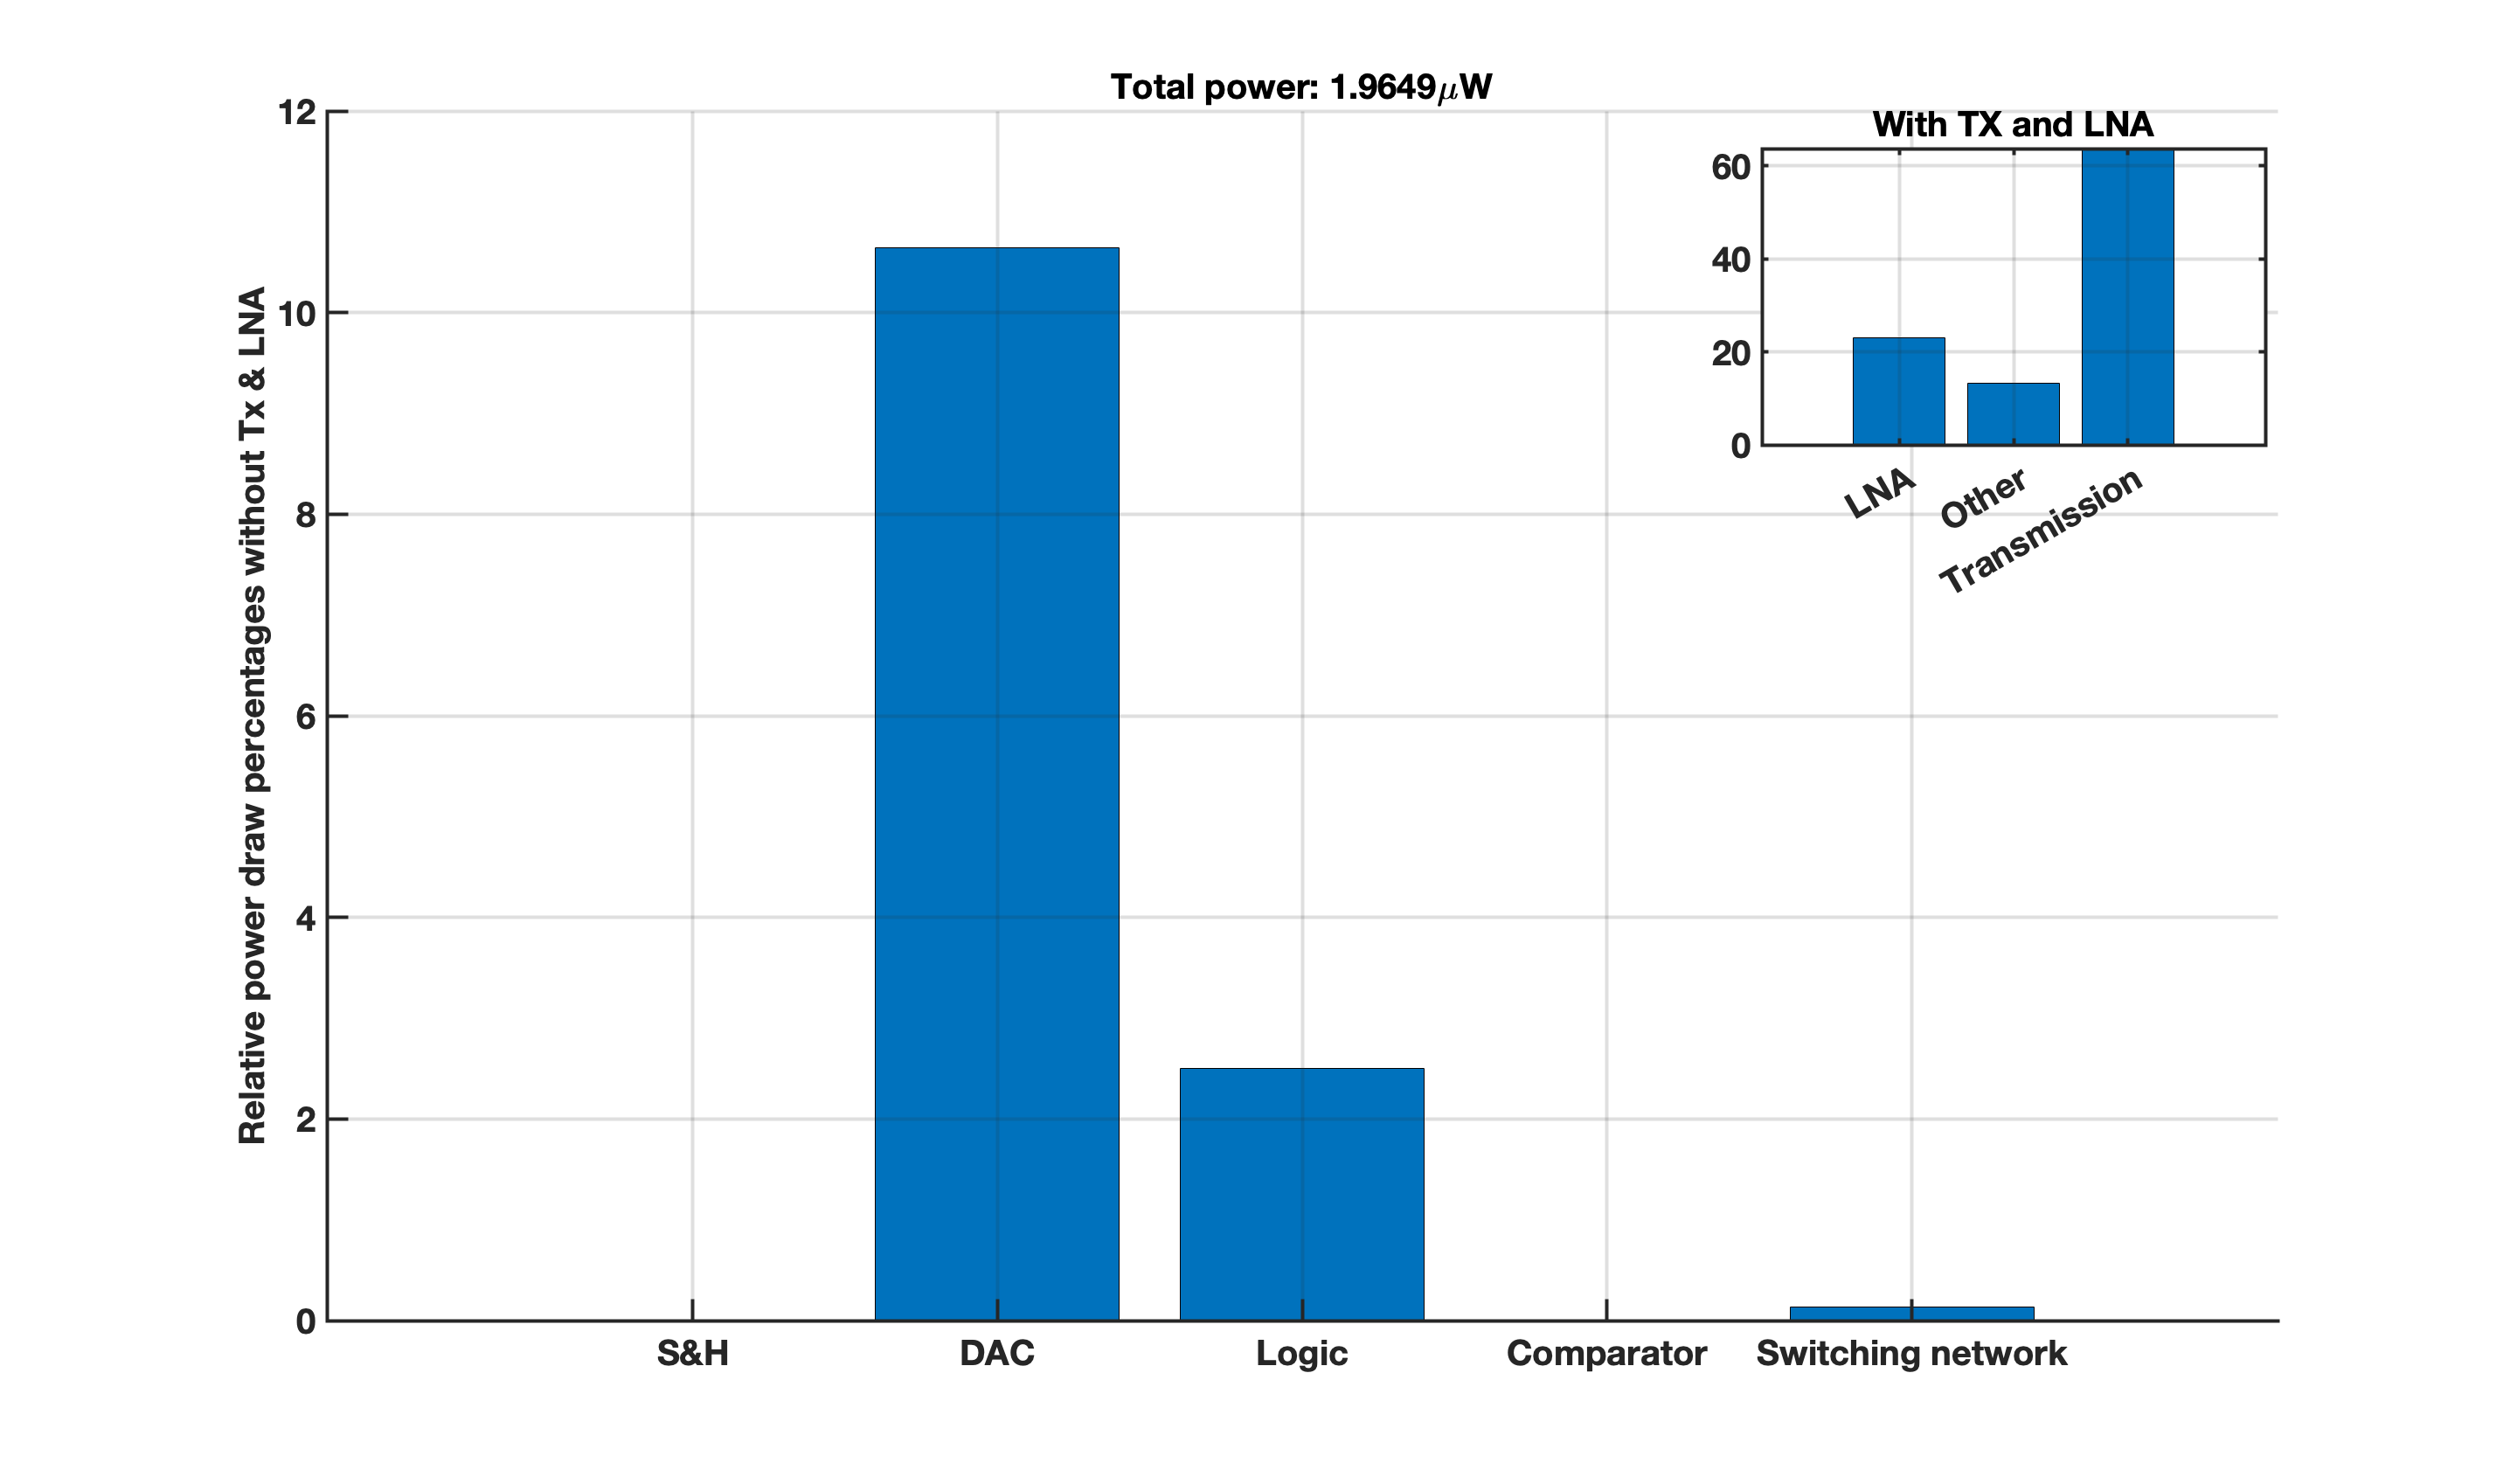 Total power: 1.9649μW
With TX and LNA
60
40
20
0
LNA
Other
Transmission
Relative power draw percentages without Tx & LNA
12
10
8
6
4
2
0
S&H
DAC
Logic
Comparator
Switching network